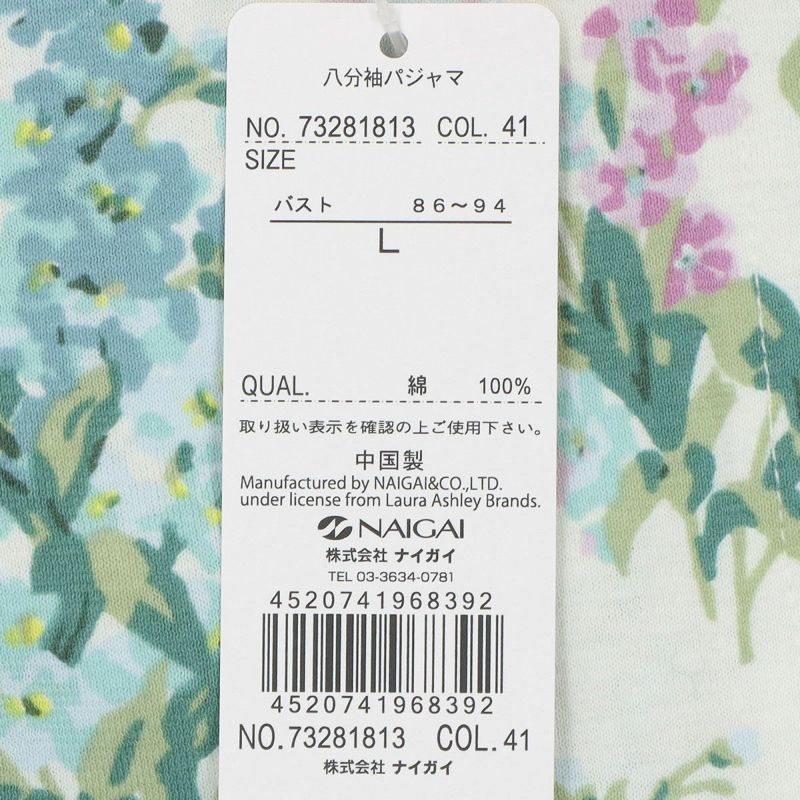 八分袖パジャマ
NO. 73281813 COL. 41
SIZE
バスト 86〜94
L
QUAL. 綿 100%
取り扱い表示を確認の上ご使用下さい。
中国製
Manufactured by NAIGAI&CO.,LTD.
under license from Laura Ashley Brands.
NAIGAI
株式会社 ナイガイ
TEL 03-3634-0781
4520741968392
4520741968392
NO. 73281813 COL. 41
株式会社 ナイガイ